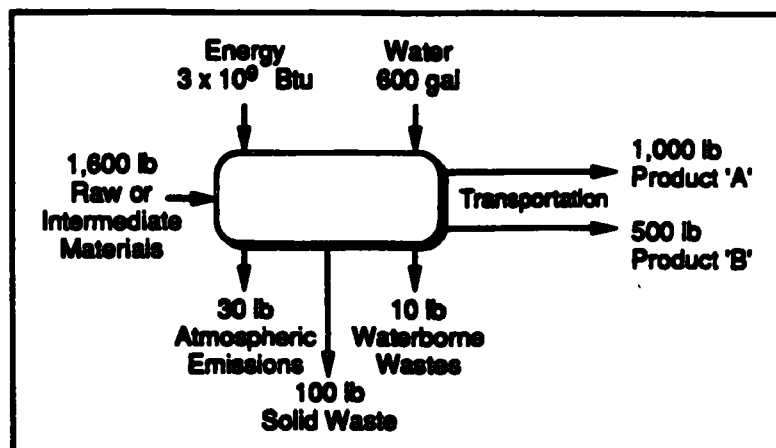 Energy
3 x 10⁹ Btu
Water
600 gal
1,600 lb
Raw or
Intermediate
Materials
1,000 lb
Product 'A'
Transportation
500 lb
Product 'B'
30 lb
Atmospheric
Emissions
10 lb
Waterborne
Wastes
100 lb
Solid Waste